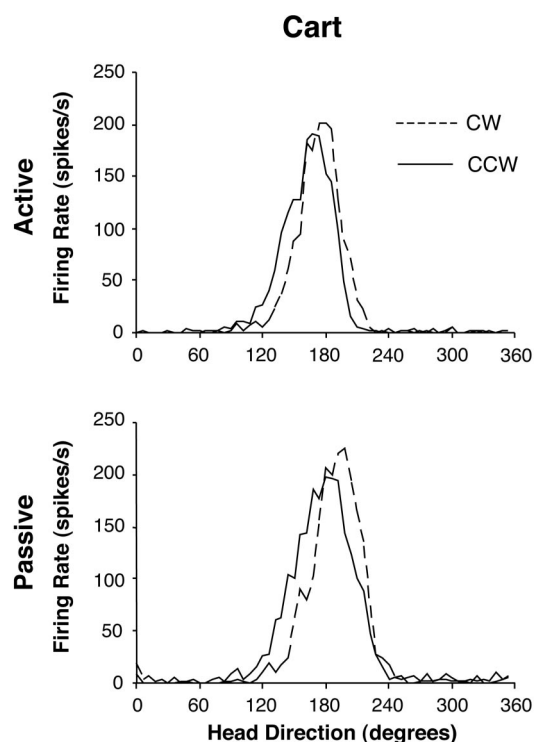 Cart
Active
Firing Rate (spikes/s)
250
200
150
100
50
0
0 60 120 180 240 300 360
CW
CCW
Passive
Firing Rate (spikes/s)
250
200
150
100
50
0
0 60 120 180 240 300 360
Head Direction (degrees)